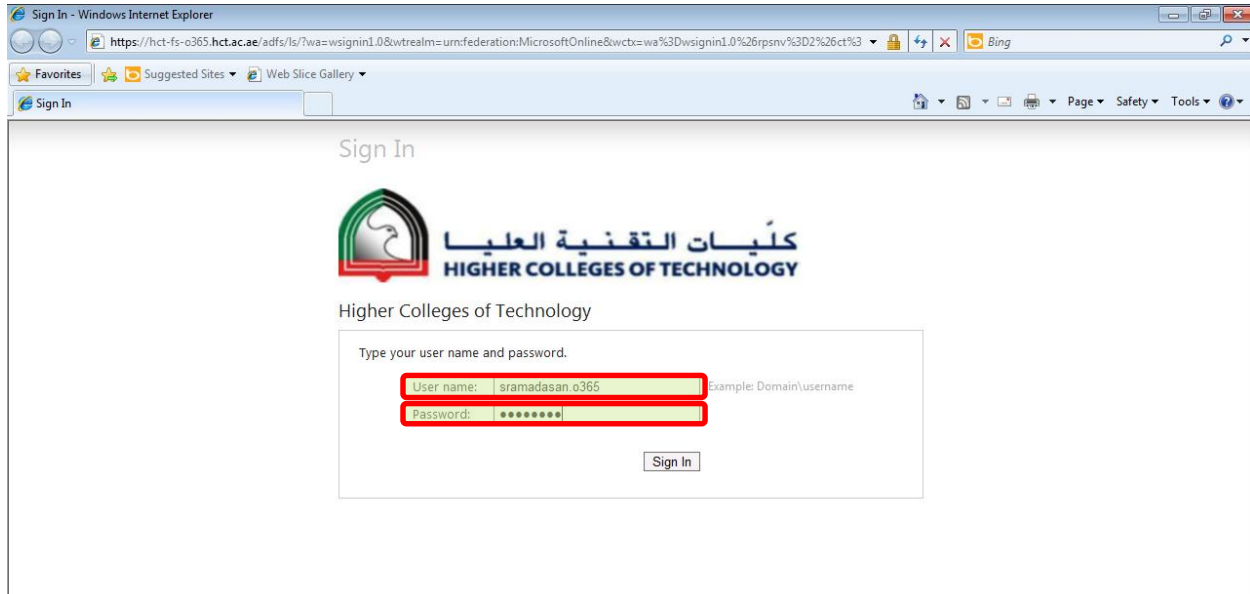 Sign In - Windows Internet Explorer
https://hct-fs-o365.hct.ac.ae/adfs/ls/?wa=wsignin1.0&wtrealm=urn:federation:MicrosoftOnline&wctx=wa%3Dwsignin1.0%26rpsnv%3D2%26ct%3
Bing
Favorites Suggested Sites Web Slice Gallery
Sign In Page Safety Tools
Sign In
كلّيات التقنية العليا
HIGHER COLLEGES OF TECHNOLOGY
Higher Colleges of Technology
Type your user name and password.
User name: sramadasan.o365 Example: Domain\username
Password: ●●●●●●●●
Sign In